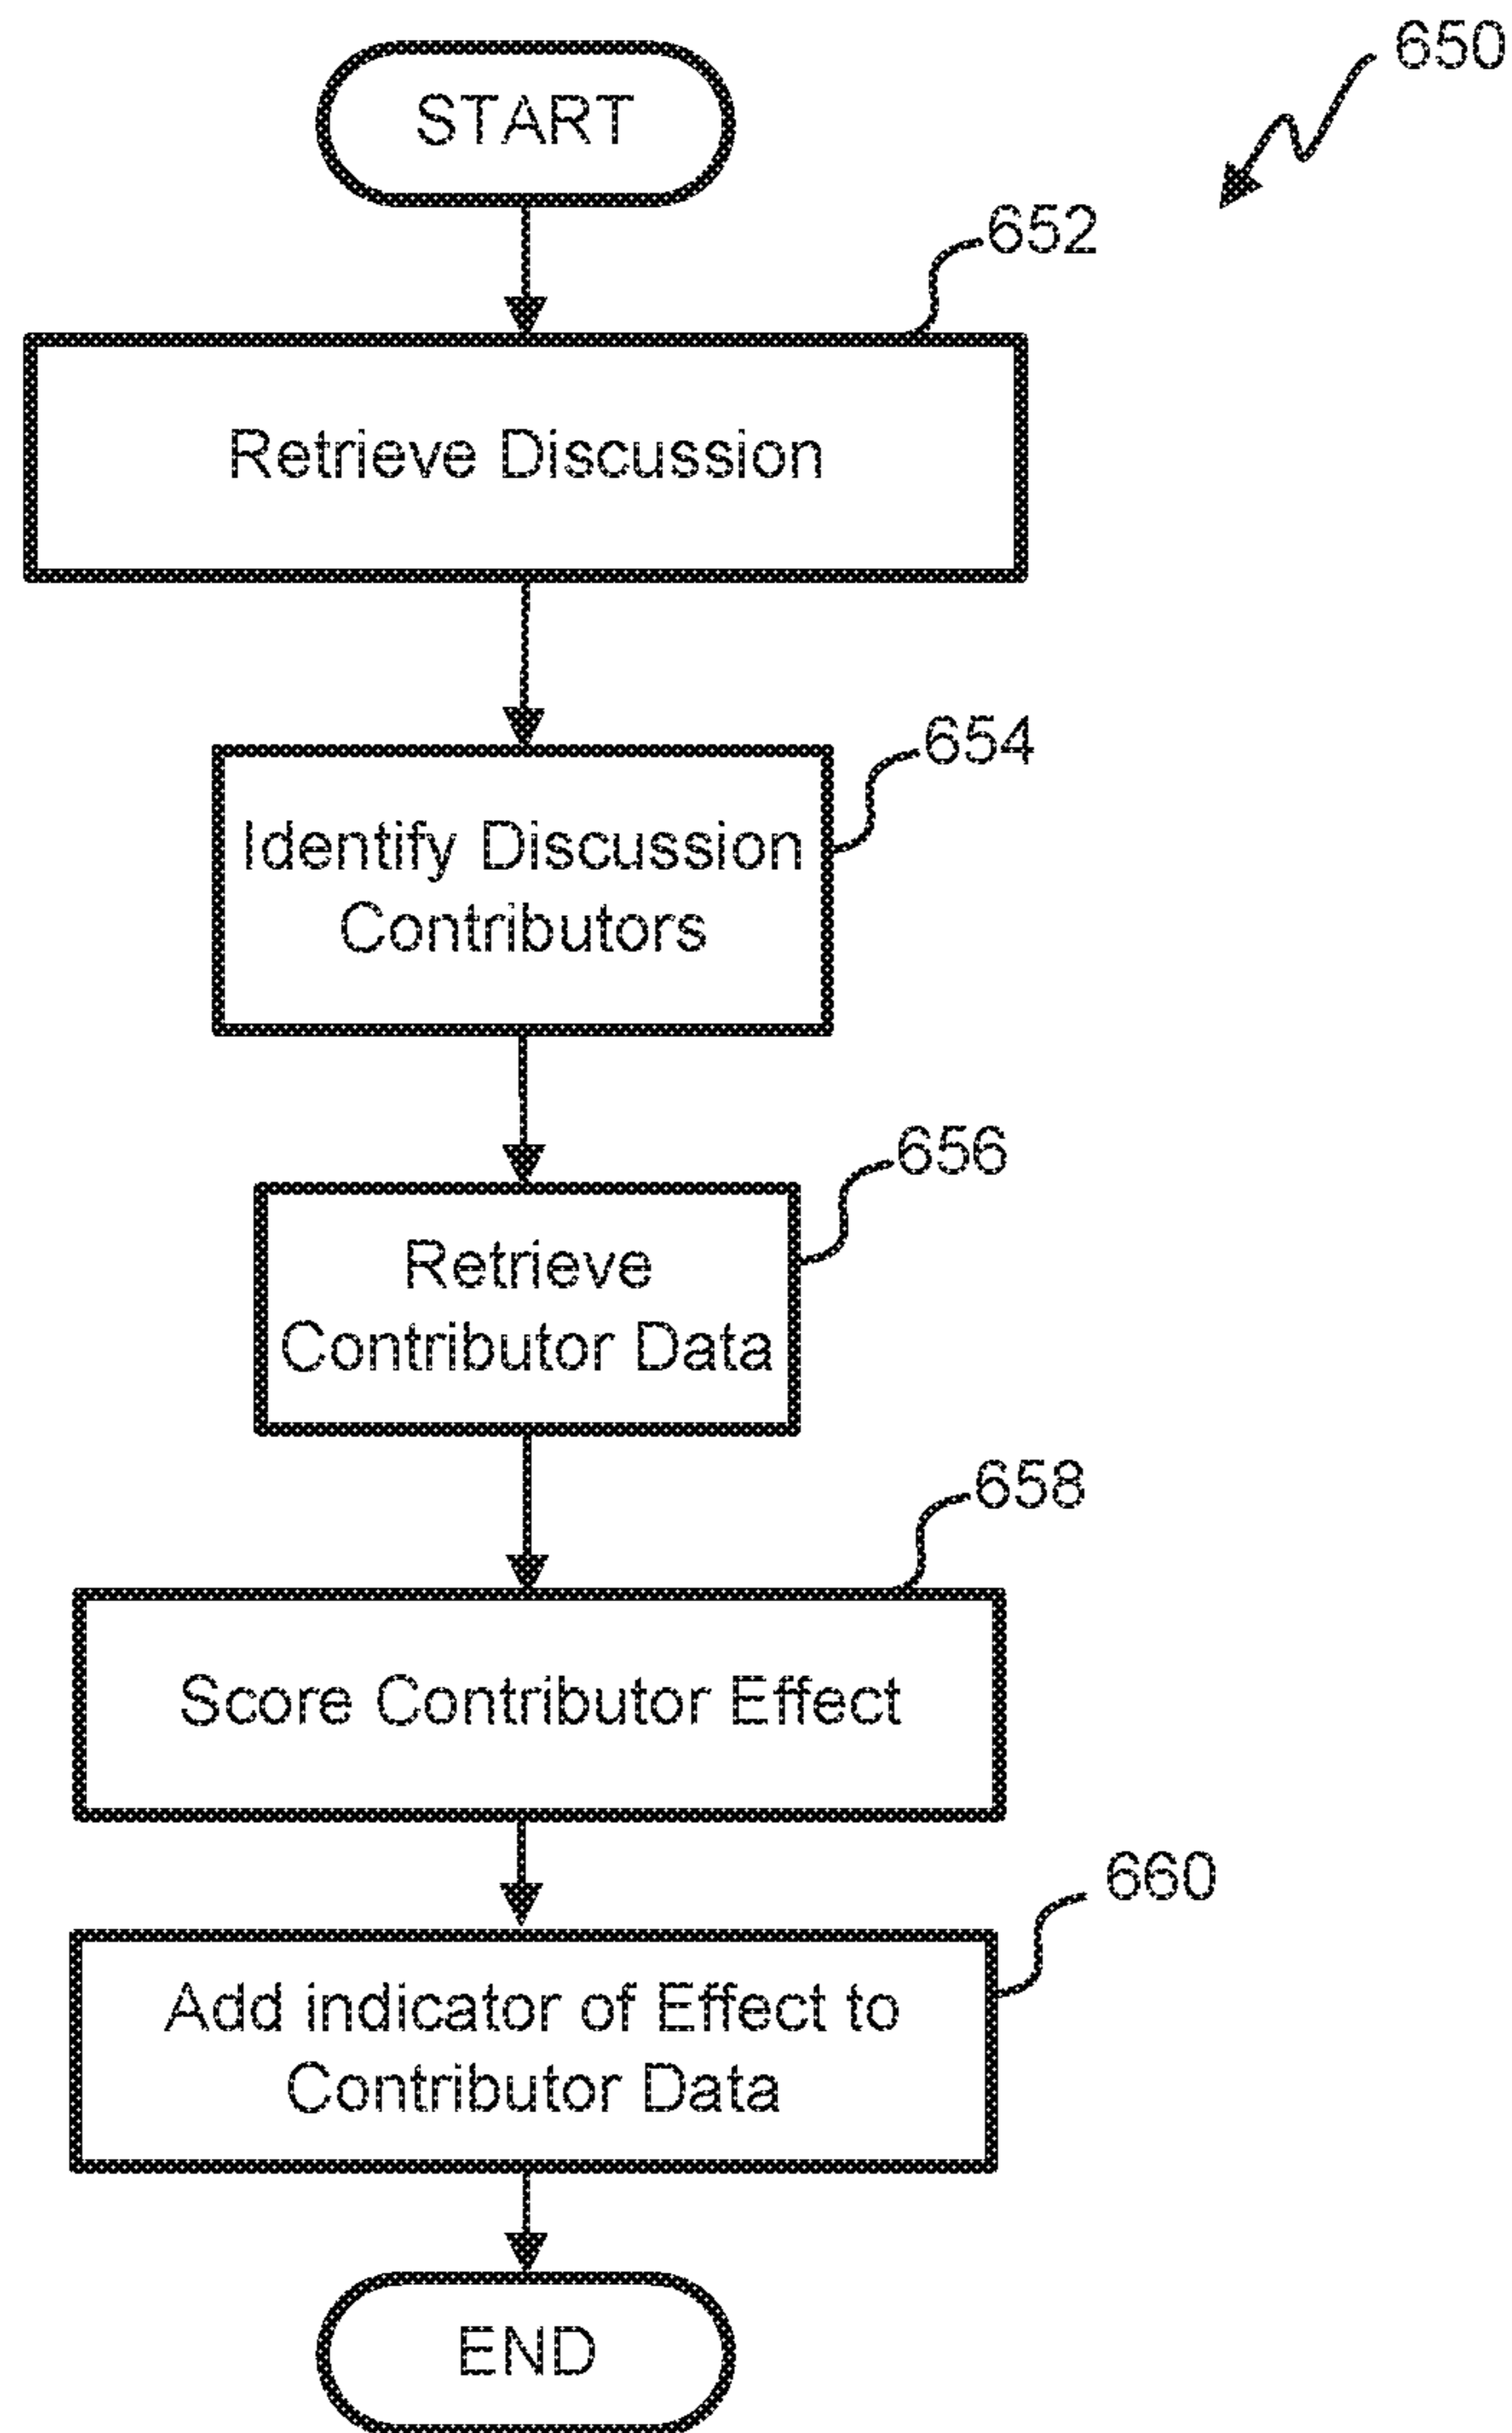 650
START
652
Retrieve Discussion
654
Identify Discussion
Contributors
656
Retrieve
Contributor Data
658
Score Contributor Effect
660
Add indicator of Effect to
Contributor Data
END